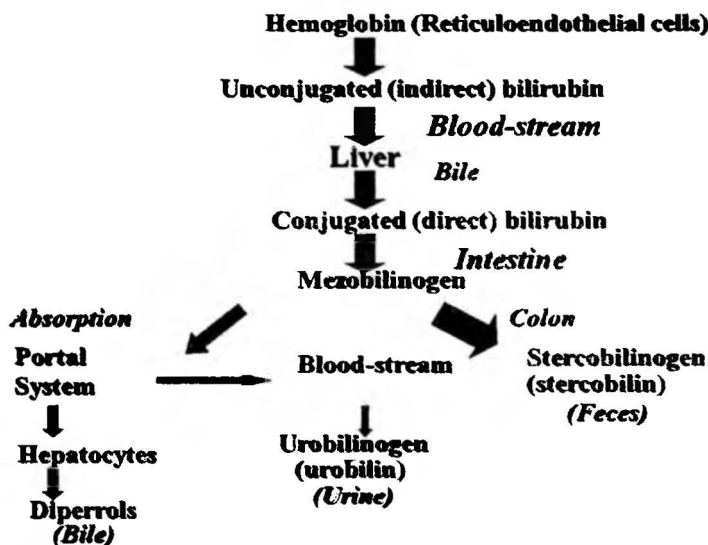 Hemoglobin (Reticuloendothelial cells)
Unconjugated (indirect) bilirubin
Blood-stream
Liver
Bile
Conjugated (direct) bilirubin
Intestine
Mezobilinogen
Absorption
Colon
Portal
System
Blood-stream
Stercobilinogen
(stercobilin)
(Feces)
Hepatocytes
Urobilinogen
(urobilin)
(Urine)
Diperrols
(Bile)